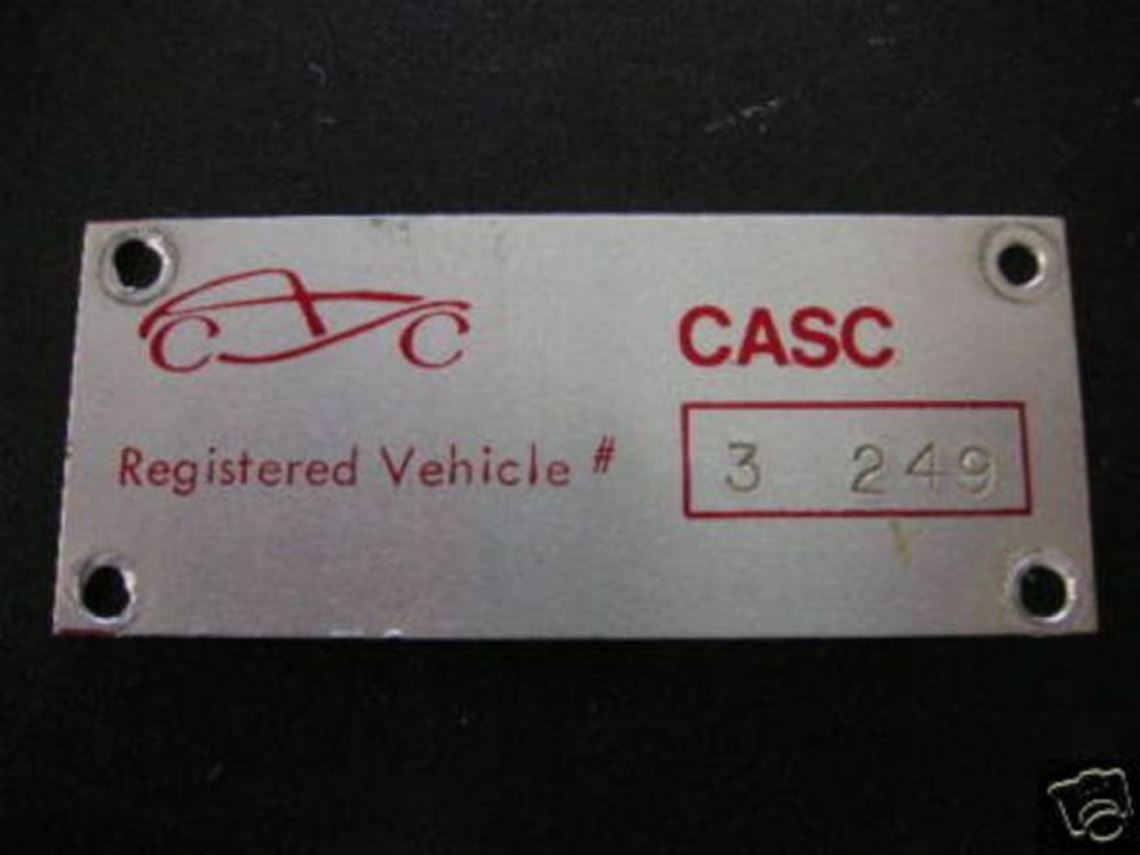 CASC
Registered Vehicle # 3 249